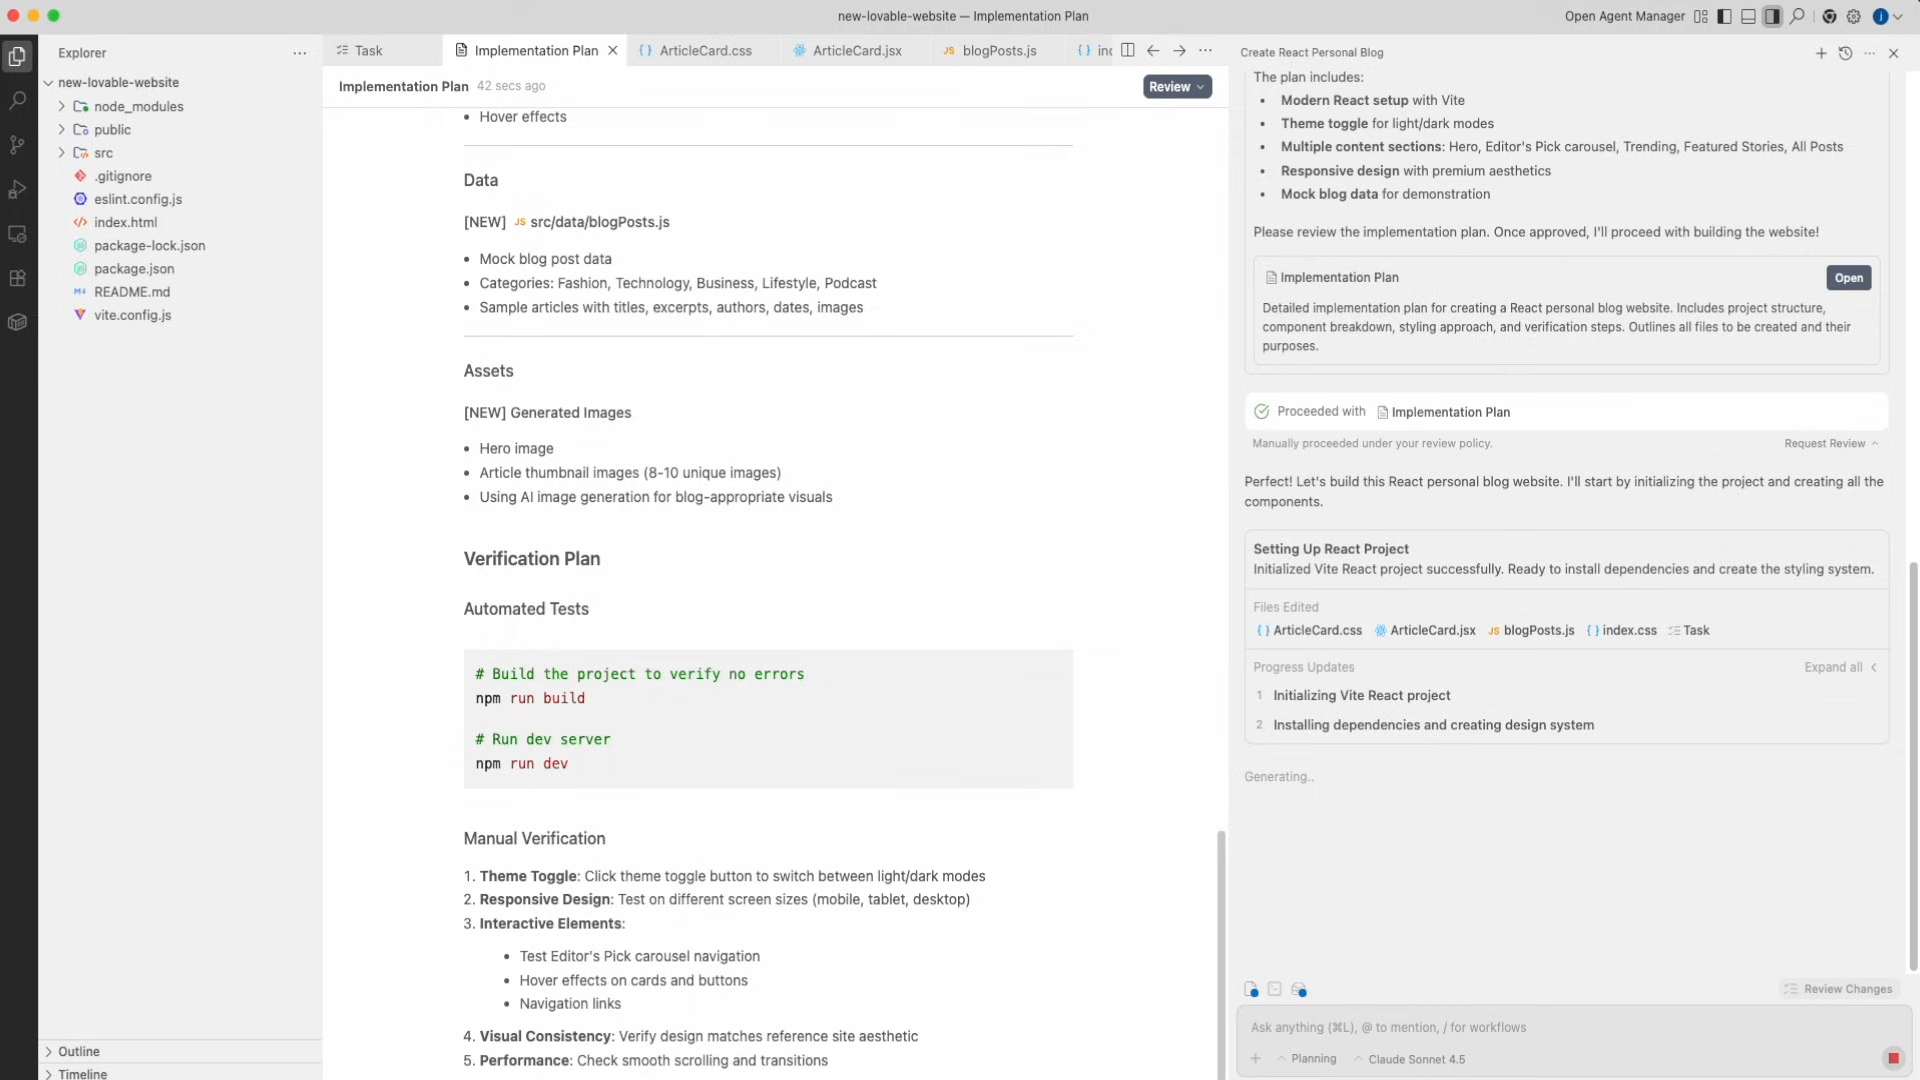 new-lovable-website — Implementation Plan
Open Agent Manager
Explorer
new-lovable-website
node_modules
public
src
.gitignore
eslint.config.js
index.html
package-lock.json
package.json
README.md
vite.config.js
Outline
Timeline
Task
Implementation Plan
ArticleCard.css
ArticleCard.jsx
JS blogPosts.js
Implementation Plan 42 secs ago
Review
• Hover effects
Data
[NEW] JS src/data/blogPosts.js
• Mock blog post data
• Categories: Fashion, Technology, Business, Lifestyle, Podcast
• Sample articles with titles, excerpts, authors, dates, images
Assets
[NEW] Generated Images
• Hero image
• Article thumbnail images (8-10 unique images)
• Using AI image generation for blog-appropriate visuals
Verification Plan
Automated Tests
# Build the project to verify no errors
npm run build
# Run dev server
npm run dev
Manual Verification
1. Theme Toggle: Click theme toggle button to switch between light/dark modes
2. Responsive Design: Test on different screen sizes (mobile, tablet, desktop)
3. Interactive Elements:
• Test Editor's Pick carousel navigation
• Hover effects on cards and buttons
• Navigation links
4. Visual Consistency: Verify design matches reference site aesthetic
5. Performance: Check smooth scrolling and transitions
Create React Personal Blog
The plan includes:
• Modern React setup with Vite
• Theme toggle for light/dark modes
• Multiple content sections: Hero, Editor's Pick carousel, Trending, Featured Stories, All Posts
• Responsive design with premium aesthetics
• Mock blog data for demonstration
Please review the implementation plan. Once approved, I'll proceed with building the website!
Implementation Plan
Open
Detailed implementation plan for creating a React personal blog website. Includes project structure,
component breakdown, styling approach, and verification steps. Outlines all files to be created and their
purposes.
Proceeded with Implementation Plan
Manually proceeded under your review policy.
Request Review
Perfect! Let's build this React personal blog website. I'll start by initializing the project and creating all the
components.
Setting Up React Project
Initialized Vite React project successfully. Ready to install dependencies and create the styling system.
Files Edited
{ } ArticleCard.css ArticleCard.jsx JS blogPosts.js { } index.css Task
Progress Updates
Expand all
1 Initializing Vite React project
2 Installing dependencies and creating design system
Generating..
Review Changes
Ask anything (⌘L), @ to mention, / for workflows
Planning
Claude Sonnet 4.5